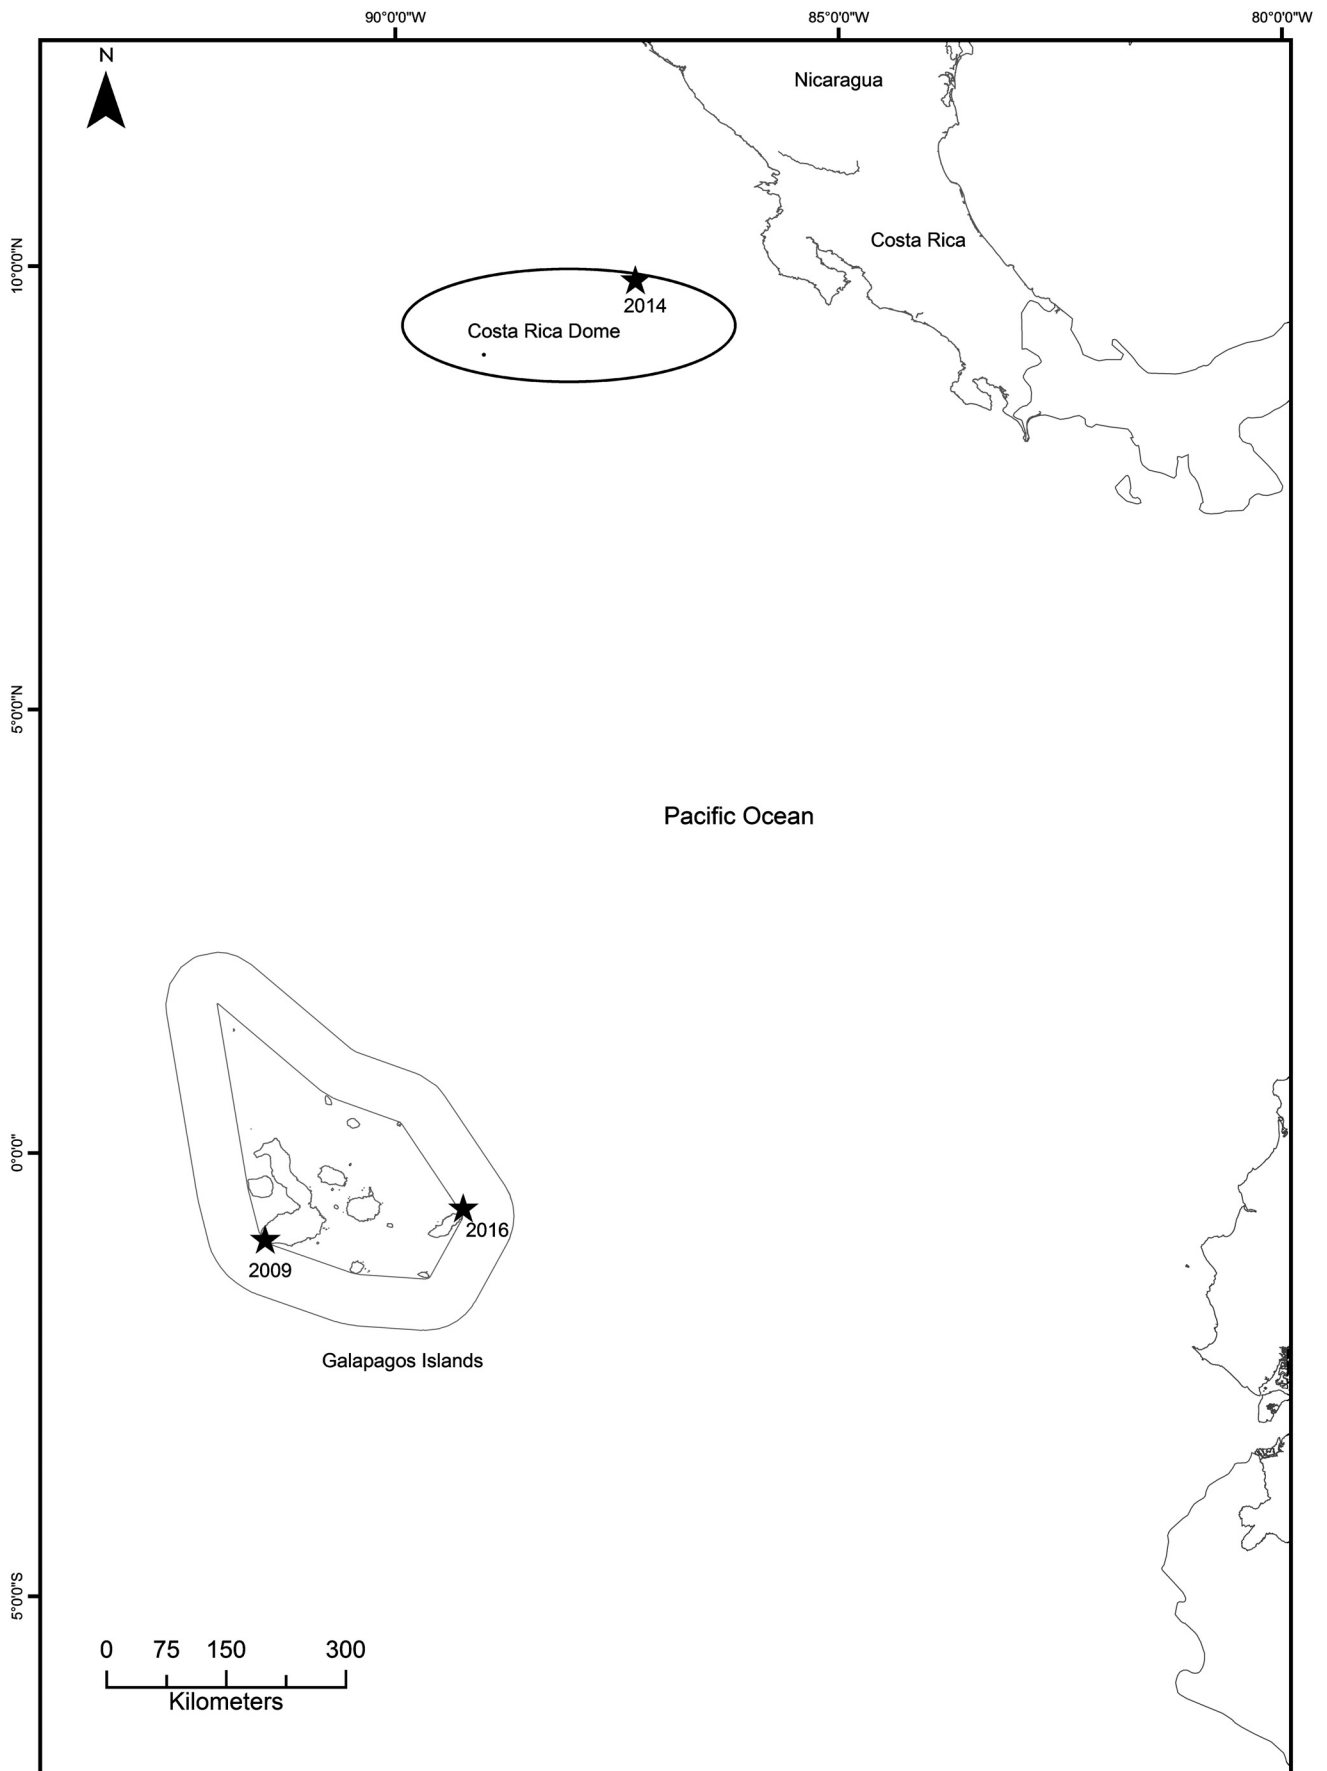 90°0'0"W
85°0'0"W
80°0'0"W
N
Nicaragua
Costa Rica
10°0'0"N
2014
Costa Rica Dome
5°0'0"N
Pacific Ocean
0°0'0"
2016
2009
Galapagos Islands
5°0'0"S
0 75 150 300
Kilometers